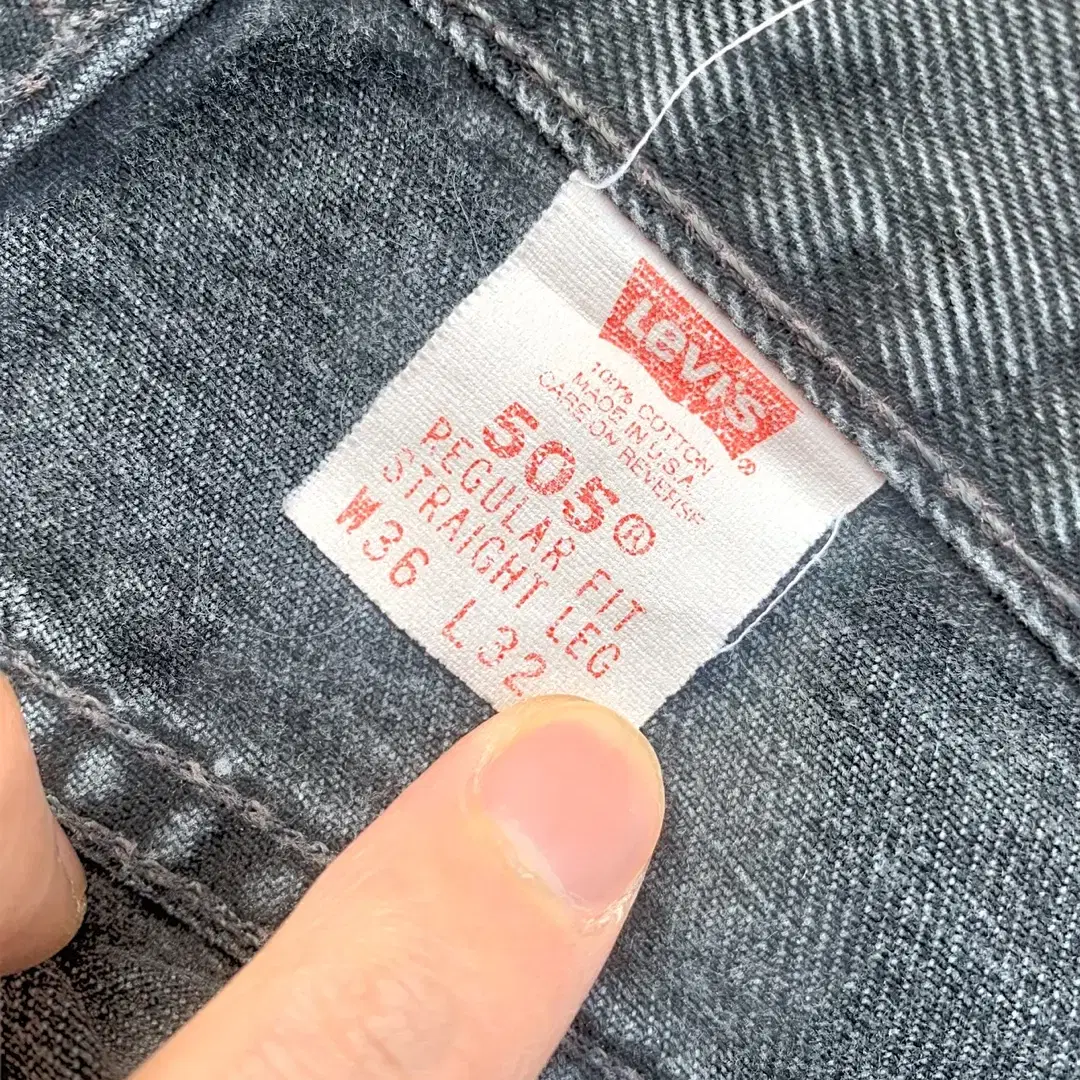 Levi's ®
100% COTTON
MADE IN U.S.A.
CARE ON REVERSE
505®
REGULAR FIT
STRAIGHT LEG
W36 L32